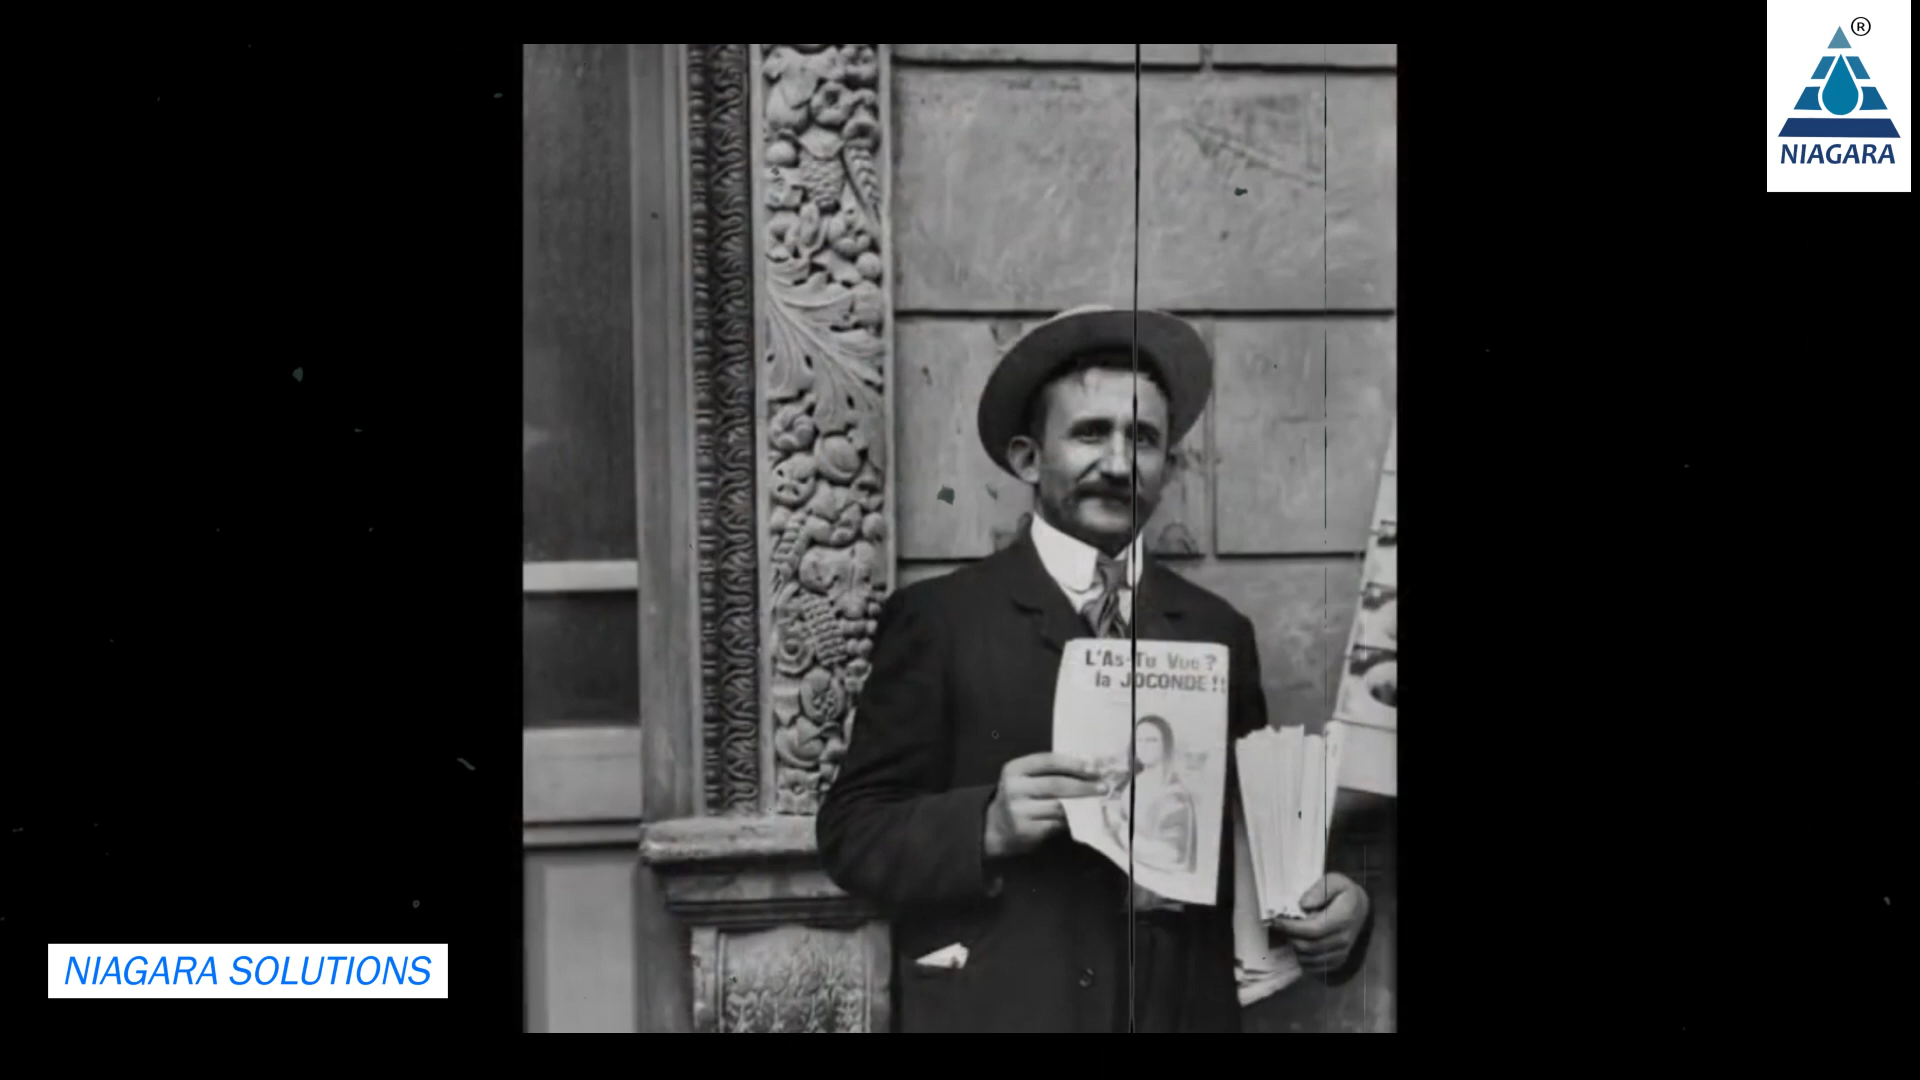 ®
NIAGARA
L'As-Tu Vue?
la JOCONDE!!
NIAGARA SOLUTIONS